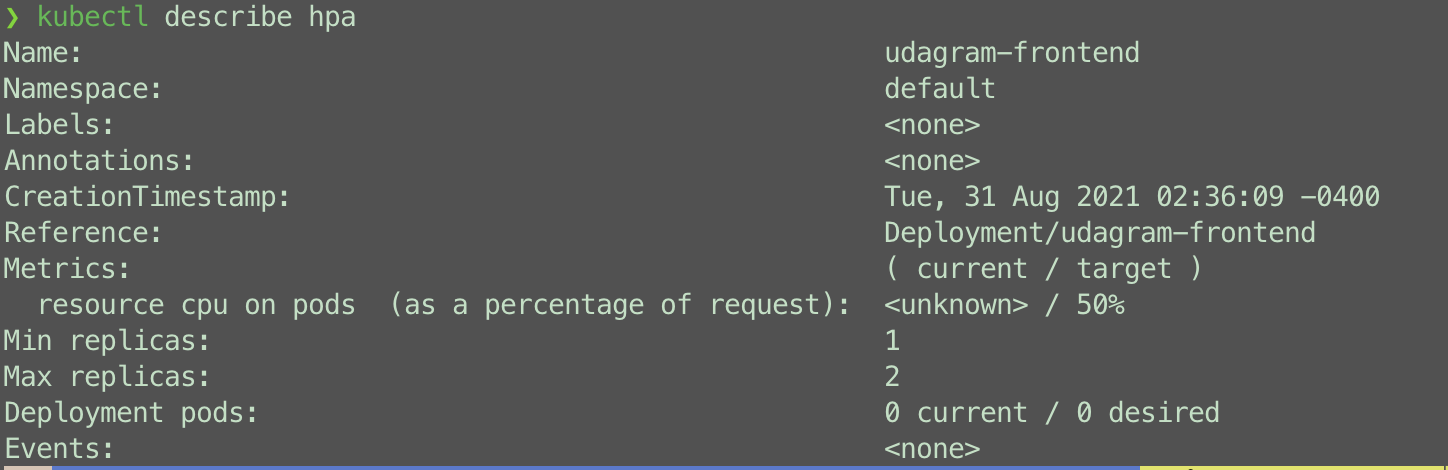 ❯ kubectl describe hpa
Name: udagram-frontend
Namespace: default
Labels: <none>
Annotations: <none>
CreationTimestamp: Tue, 31 Aug 2021 02:36:09 -0400
Reference: Deployment/udagram-frontend
Metrics: ( current / target )
  resource cpu on pods  (as a percentage of request): <unknown> / 50%
Min replicas: 1
Max replicas: 2
Deployment pods: 0 current / 0 desired
Events: <none>